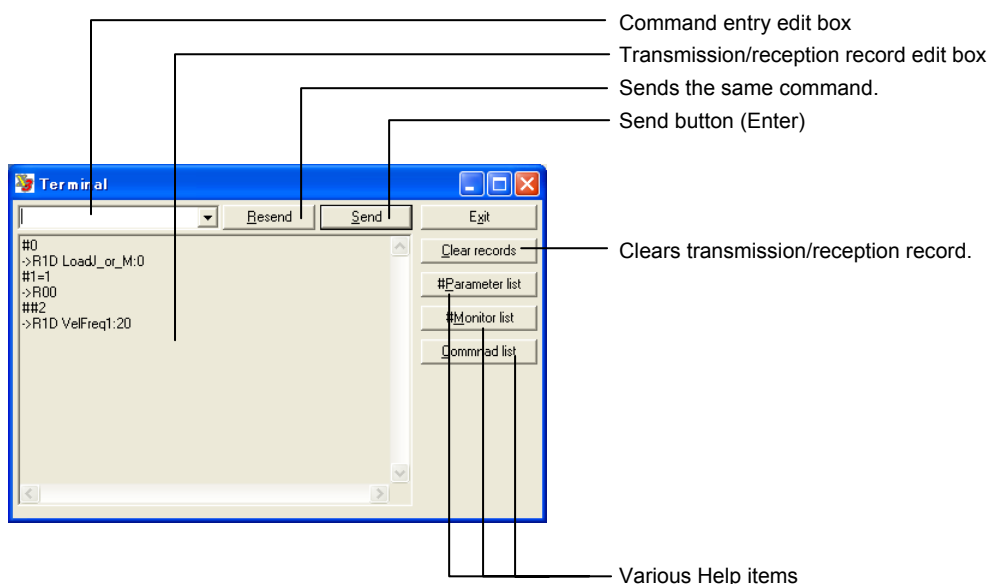 Command entry edit box
Transmission/reception record edit box
Sends the same command.
Send button (Enter)
Terminal
Resend
Send
Exit
#0
->R1D LoadJ_or_M:0
#1=1
->R00
##2
->R1D VelFreq1:20
Clear records
Clears transmission/reception record.
#Parameter list
#Monitor list
Commnad list
Various Help items